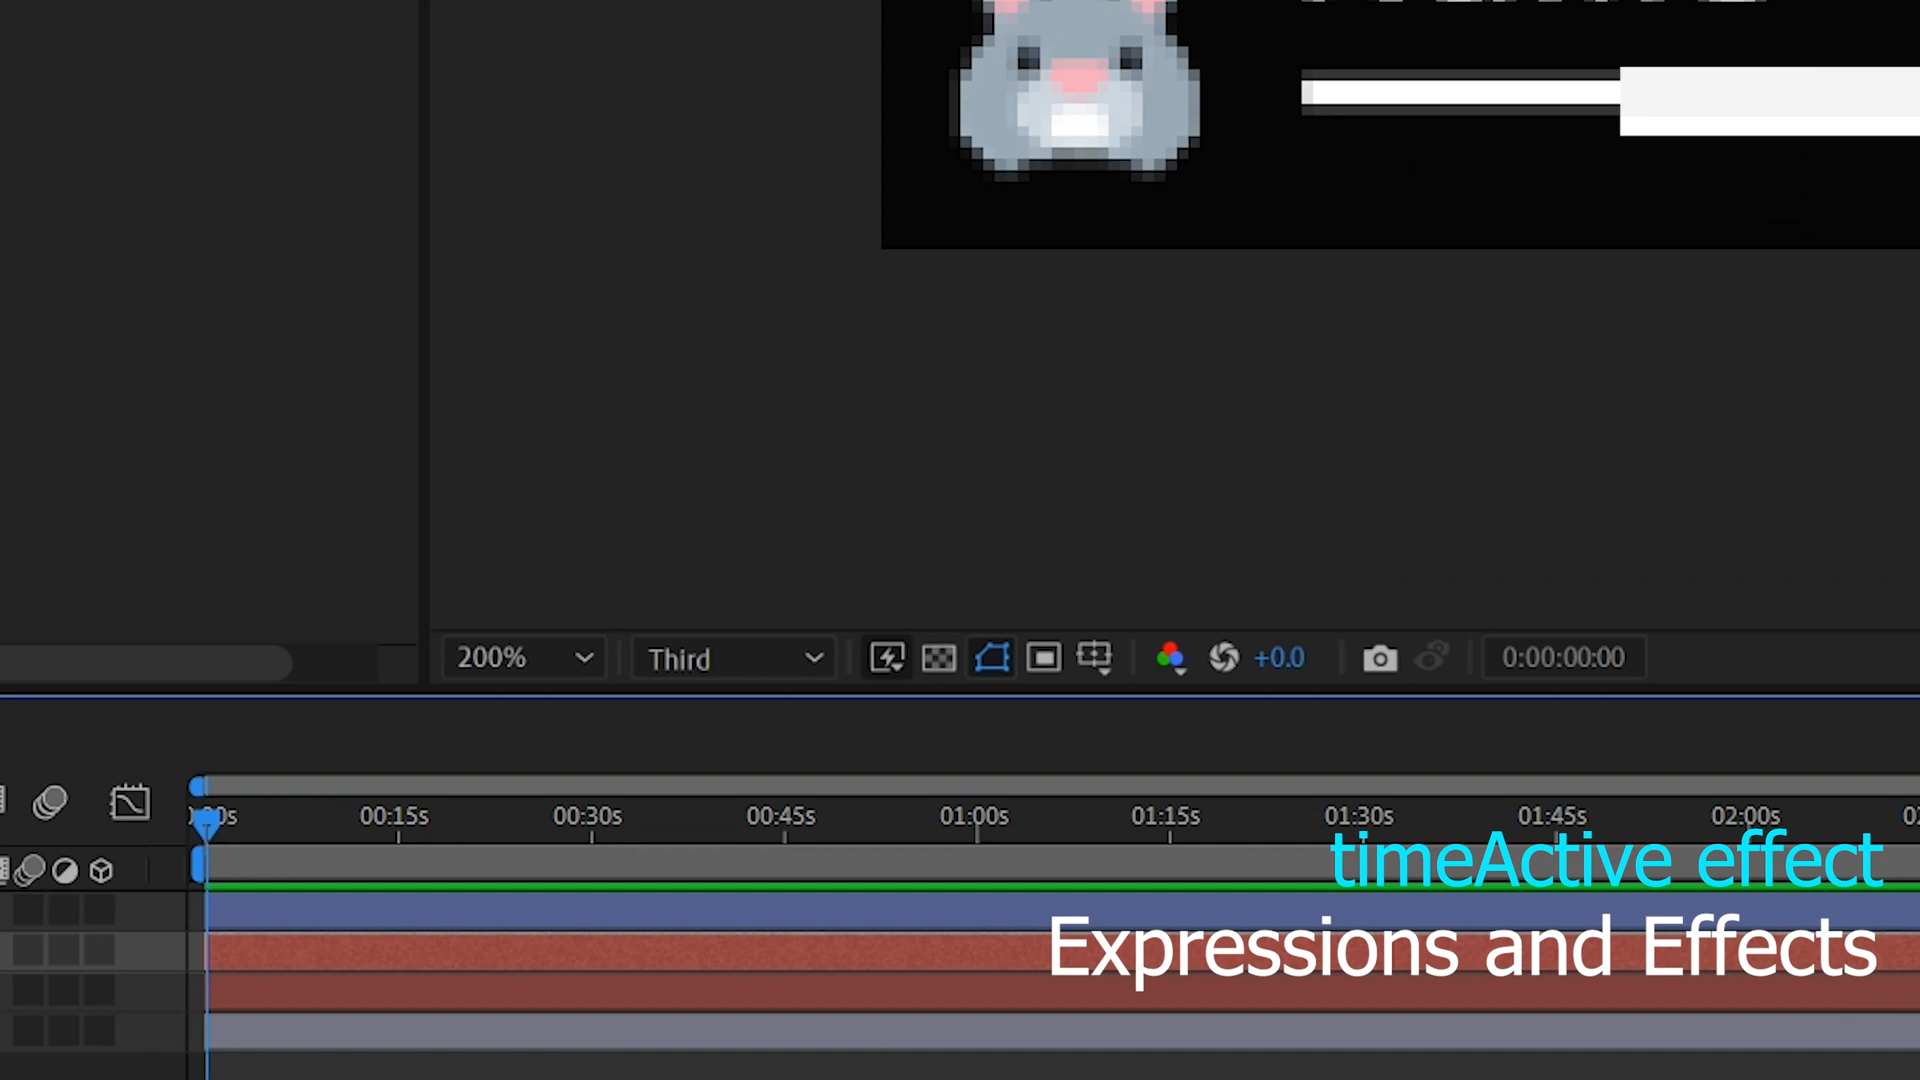 200%
Third
+0.0
0:00:00:00
00:15s
00:30s
00:45s
01:00s
01:15s
01:30s
01:45s
02:00s
timeActive effect
Expressions and Effects